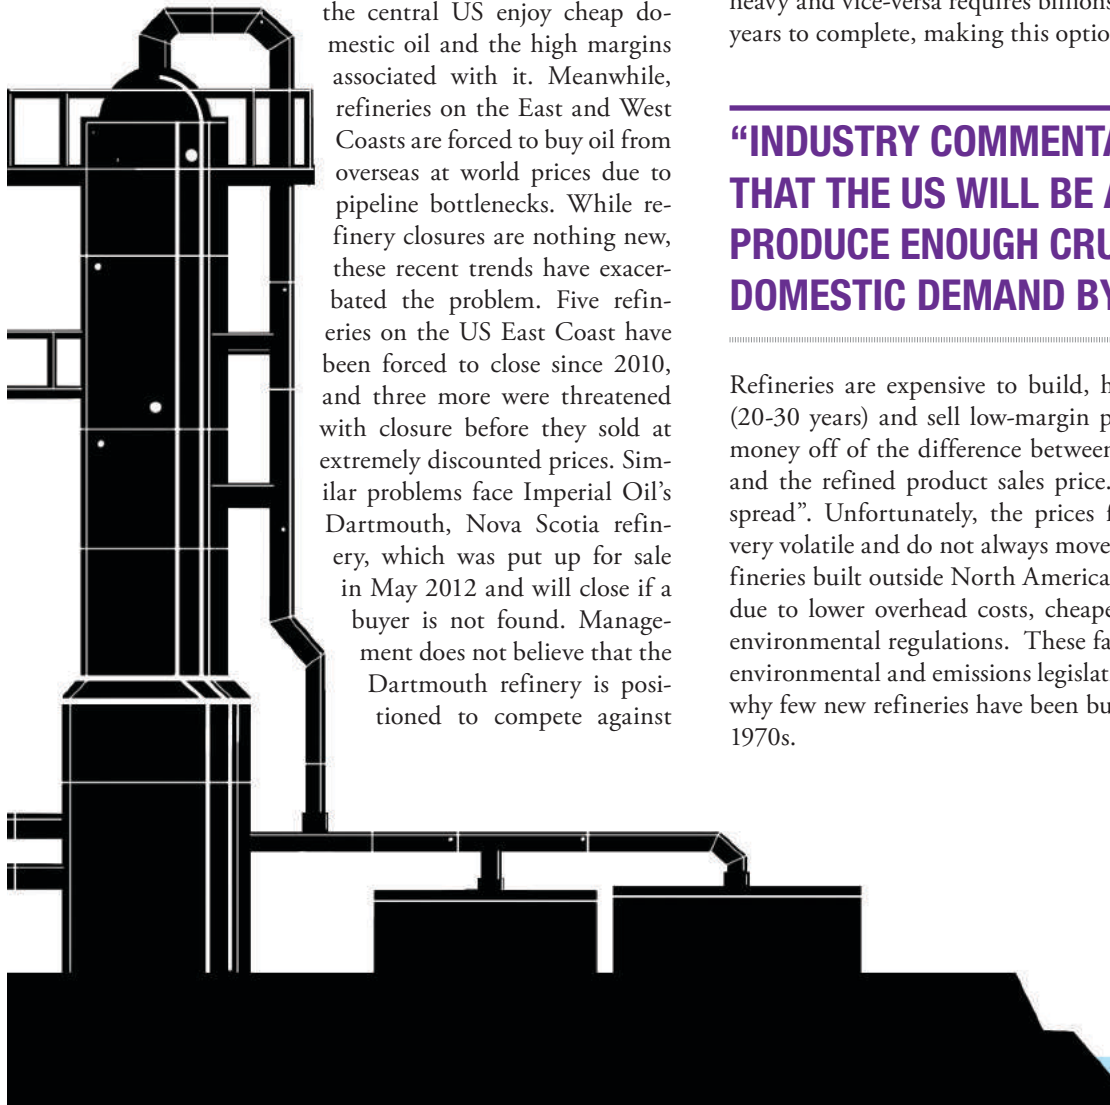 the central US enjoy cheap do-
mestic oil and the high margins
associated with it. Meanwhile,
refineries on the East and West
Coasts are forced to buy oil from
overseas at world prices due to
pipeline bottlenecks. While re-
finery closures are nothing new,
these recent trends have exacer-
bated the problem. Five refin-
eries on the US East Coast have
been forced to close since 2010,
and three more were threatened
with closure before they sold at
extremely discounted prices. Sim-
ilar problems face Imperial Oil’s
Dartmouth, Nova Scotia refin-
ery, which was put up for sale
in May 2012 and will close if a
buyer is not found. Manage-
ment does not believe that the
Dartmouth refinery is posi-
tioned to compete against
heavy and vice-versa requires billions
years to complete, making this optio
“INDUSTRY COMMENTA
THAT THE US WILL BE A
PRODUCE ENOUGH CRU
DOMESTIC DEMAND BY
Refineries are expensive to build, h
(20-30 years) and sell low-margin p
money off of the difference between
and the refined product sales price.
spread”. Unfortunately, the prices f
very volatile and do not always move
fineries built outside North America
due to lower overhead costs, cheape
environmental regulations. These fa
environmental and emissions legislat
why few new refineries have been bu
1970s.